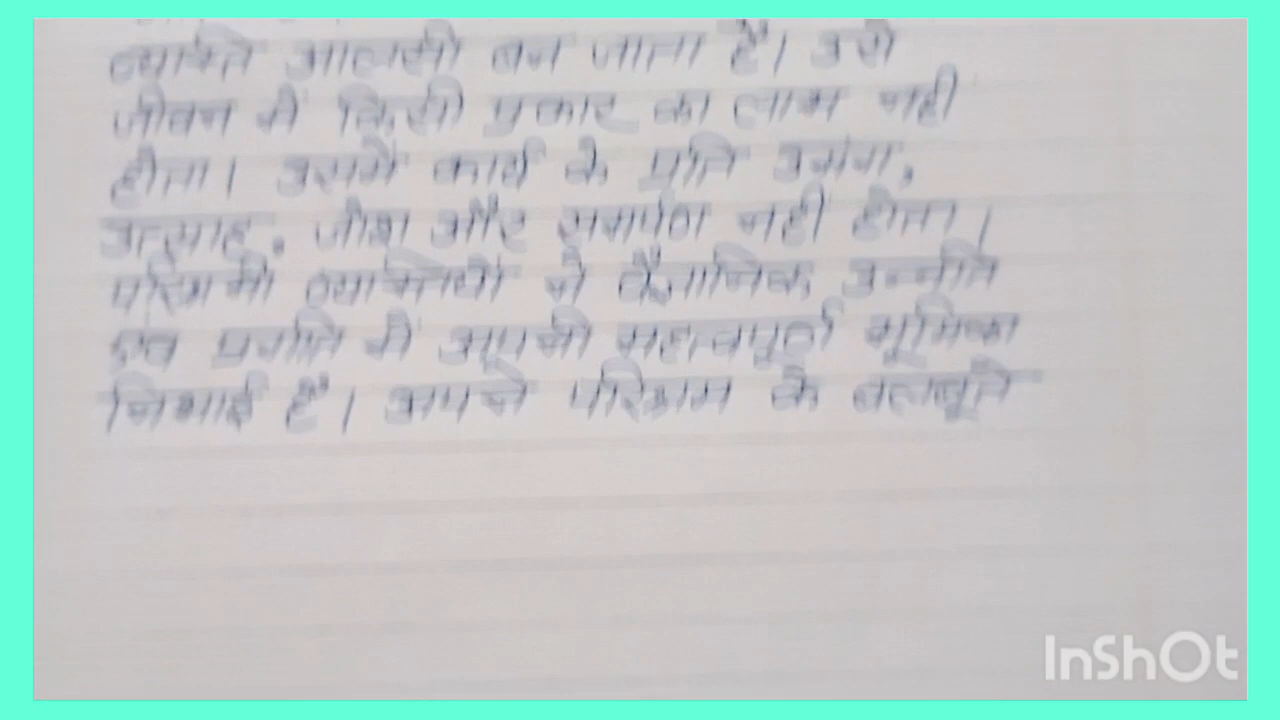 व्यक्ति आलसी बन जाता है। उसे
जीवन में किसी प्रकार का लाभ नहीं
होता। उसमें कार्य के प्रति उमंग,
उत्साह, जोश और समर्पण नहीं होता।
परिश्रमी व्यक्तियों ने वैज्ञानिक उन्नति
एवं प्रगति में अपनी महत्वपूर्ण भूमिका
निभाई है। अपने परिश्रम के बलबूते
InShOt